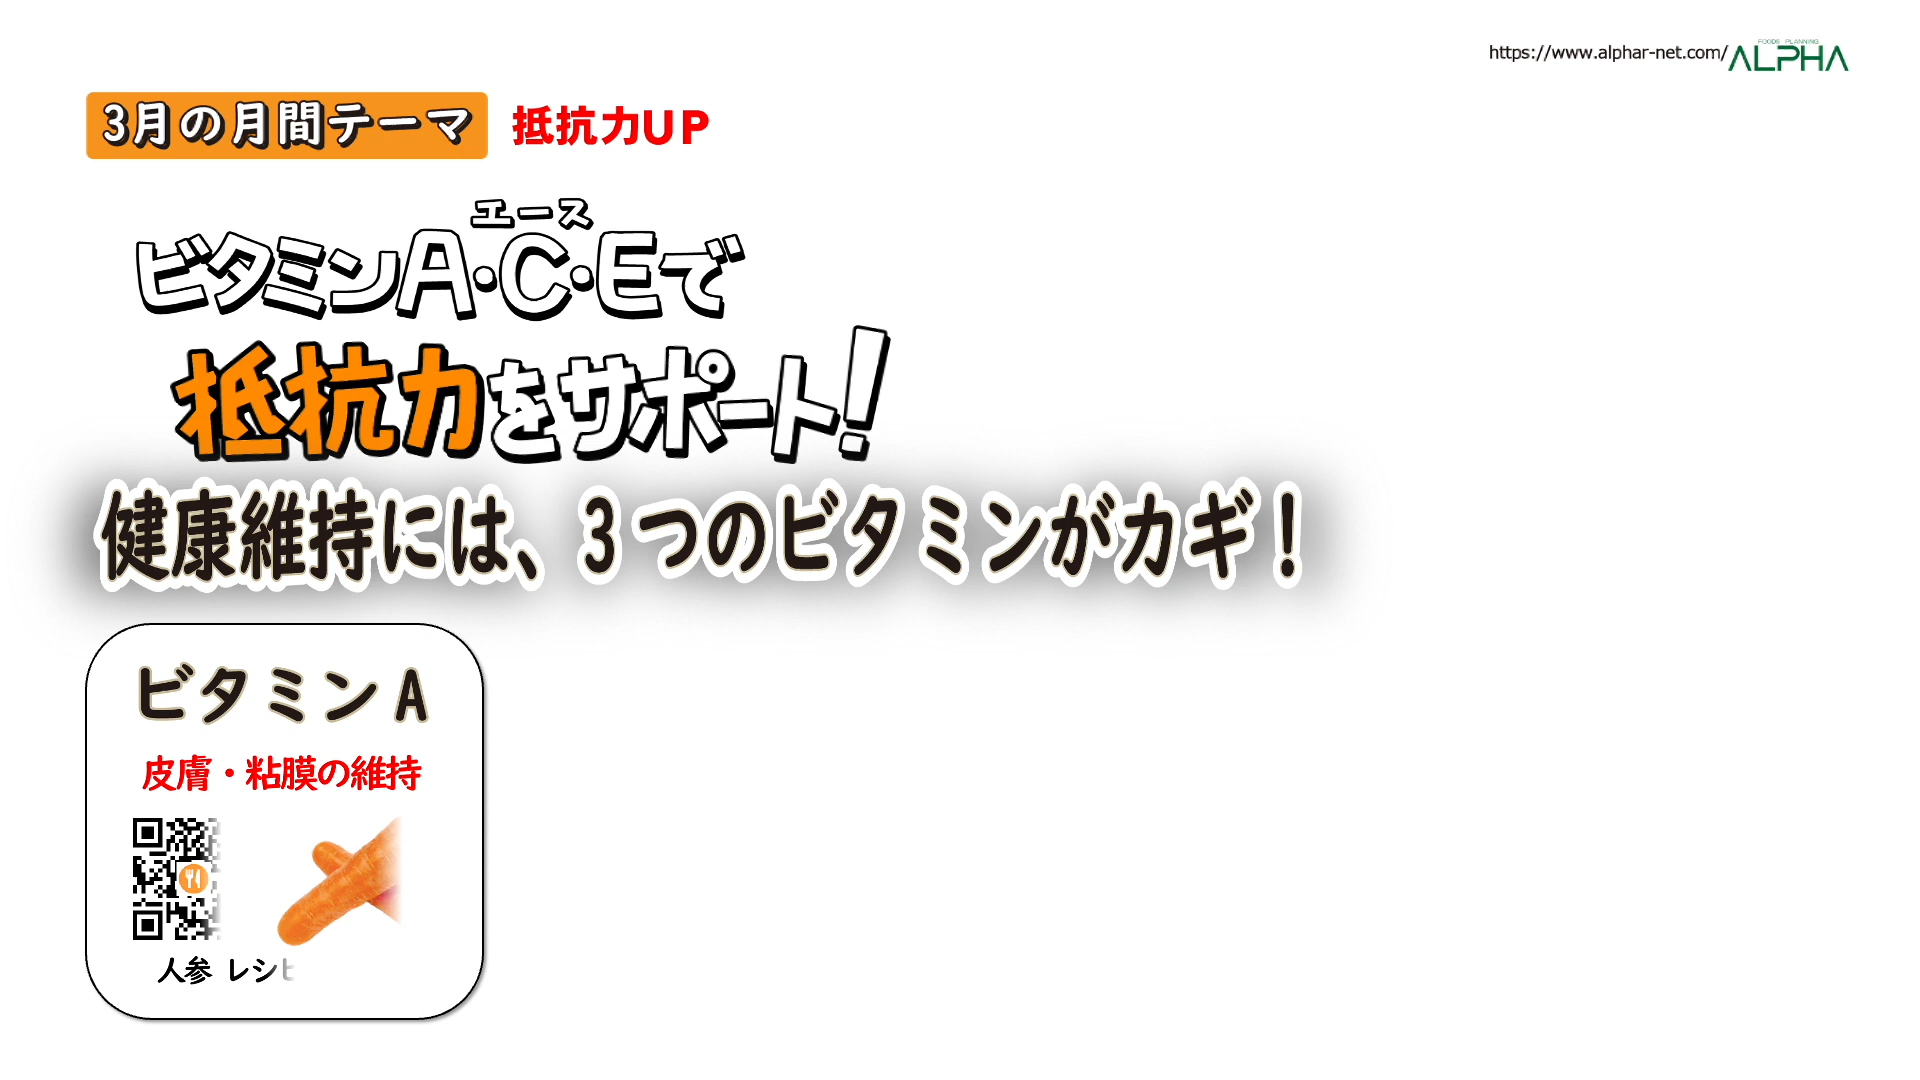 https://www.alphar-net.com/
FOODS PLANNING
ALPHA
3月の月間テーマ 抵抗力UP
エース
ビタミンA・C・Eで
抵抗力をサポート!
健康維持には、3つのビタミンがカギ!
ビタミンA
皮膚・粘膜の維持
人参 レシピ